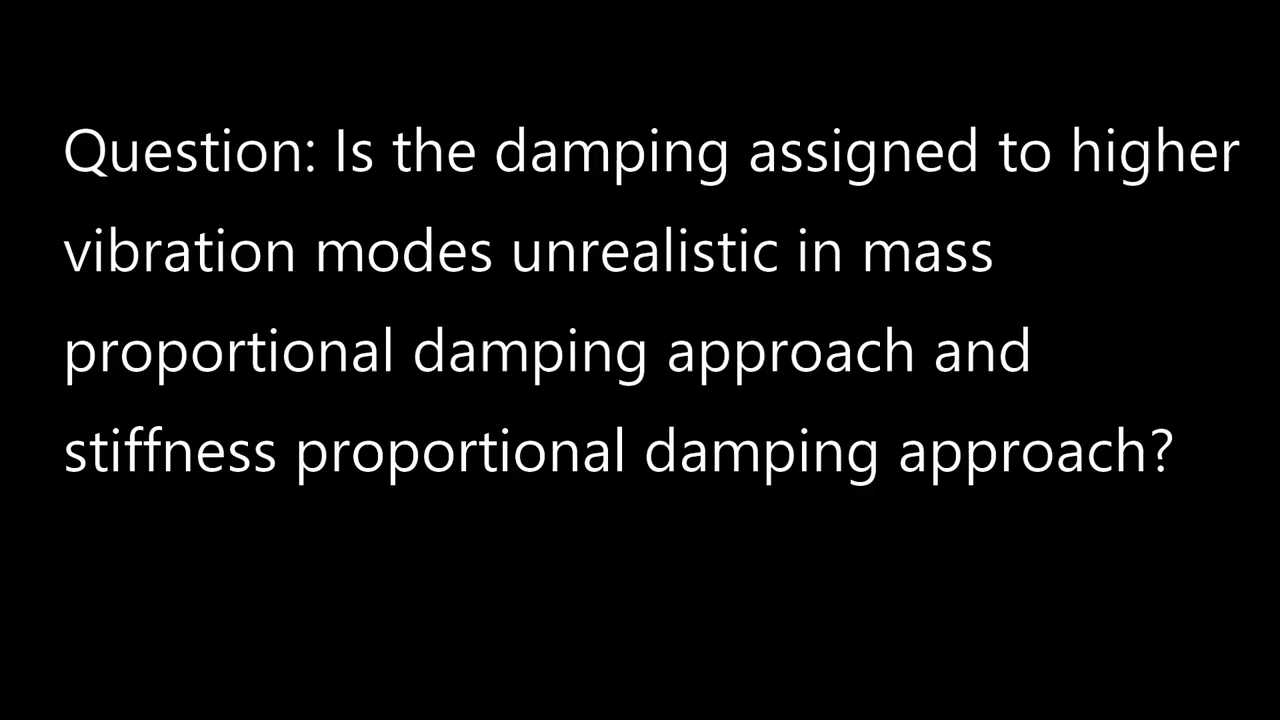 Question: Is the damping assigned to higher
vibration modes unrealistic in mass
proportional damping approach and
stiffness proportional damping approach?